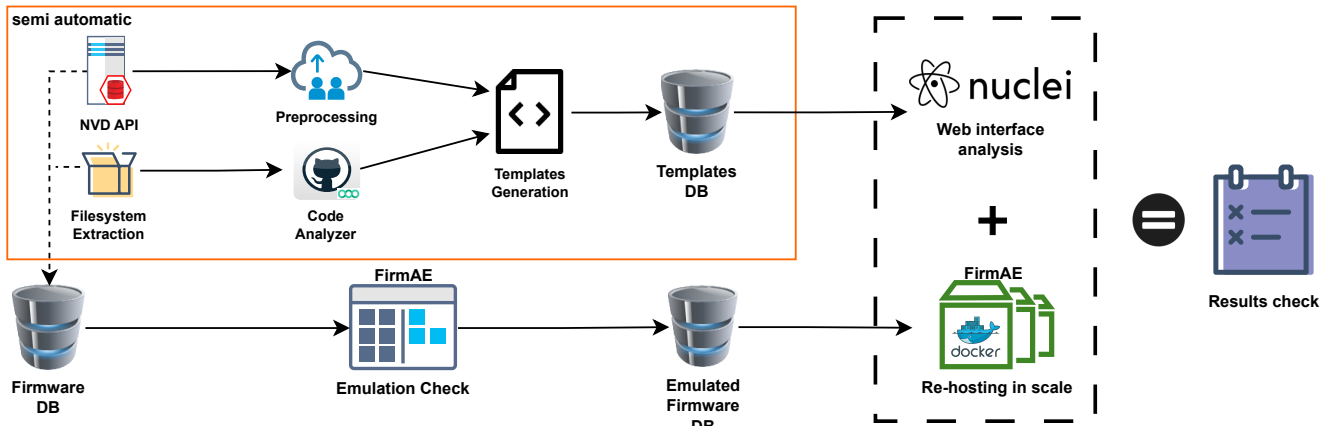 semi automatic
NVD API
Preprocessing
Templates
Generation
Templates
DB
nuclei
Web interface
analysis
Filesystem
Extraction
Code
Analyzer
+
=
Results check
Firmware
DB
FirmAE
Emulation Check
Emulated
Firmware
DB
FirmAE
docker
Re-hosting in scale